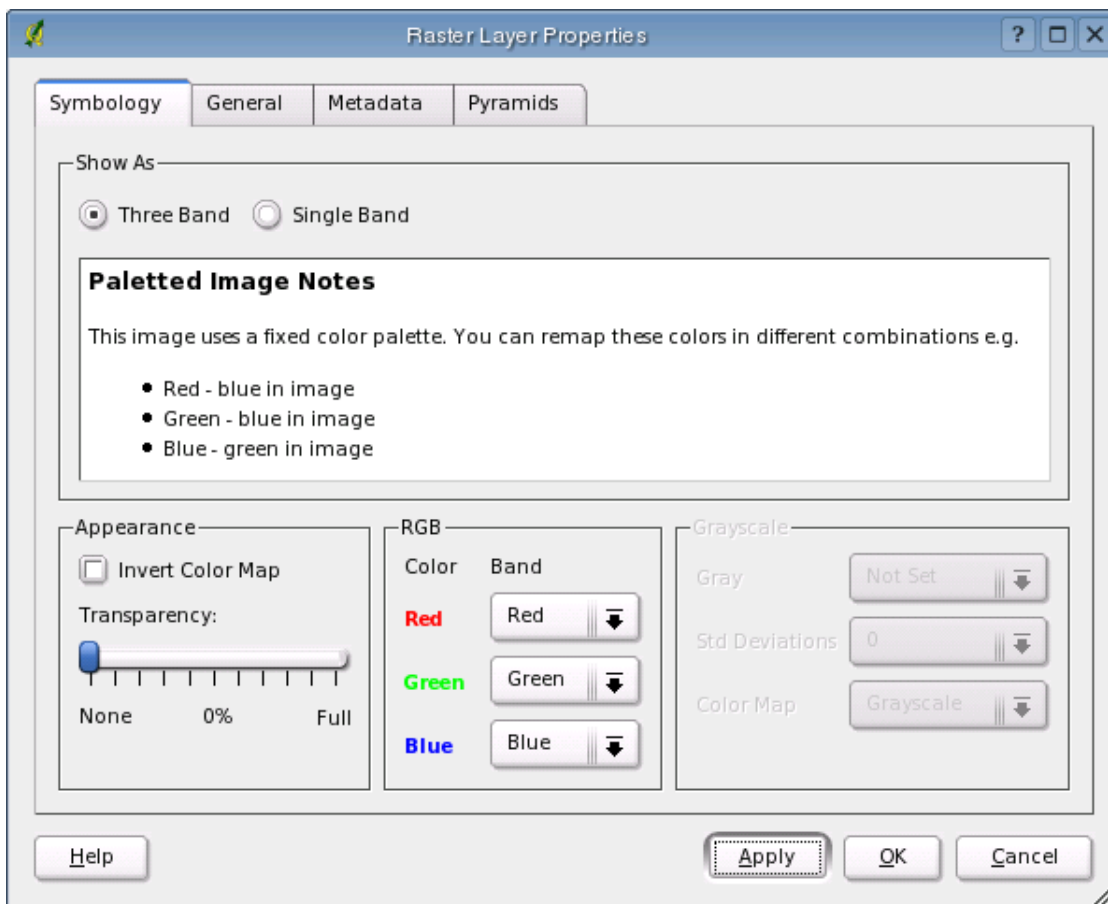 Raster Layer Properties
Symbology General Metadata Pyramids
Show As
Three Band Single Band
Paletted Image Notes
This image uses a fixed color palette. You can remap these colors in different combinations e.g.
• Red - blue in image
• Green - blue in image
• Blue - green in image
Appearance
Invert Color Map
Transparency:
None 0% Full
RGB
Color Band
Red Red
Green Green
Blue Blue
Grayscale
Gray Not Set
Std Deviations 0
Color Map Grayscale
Help Apply OK Cancel